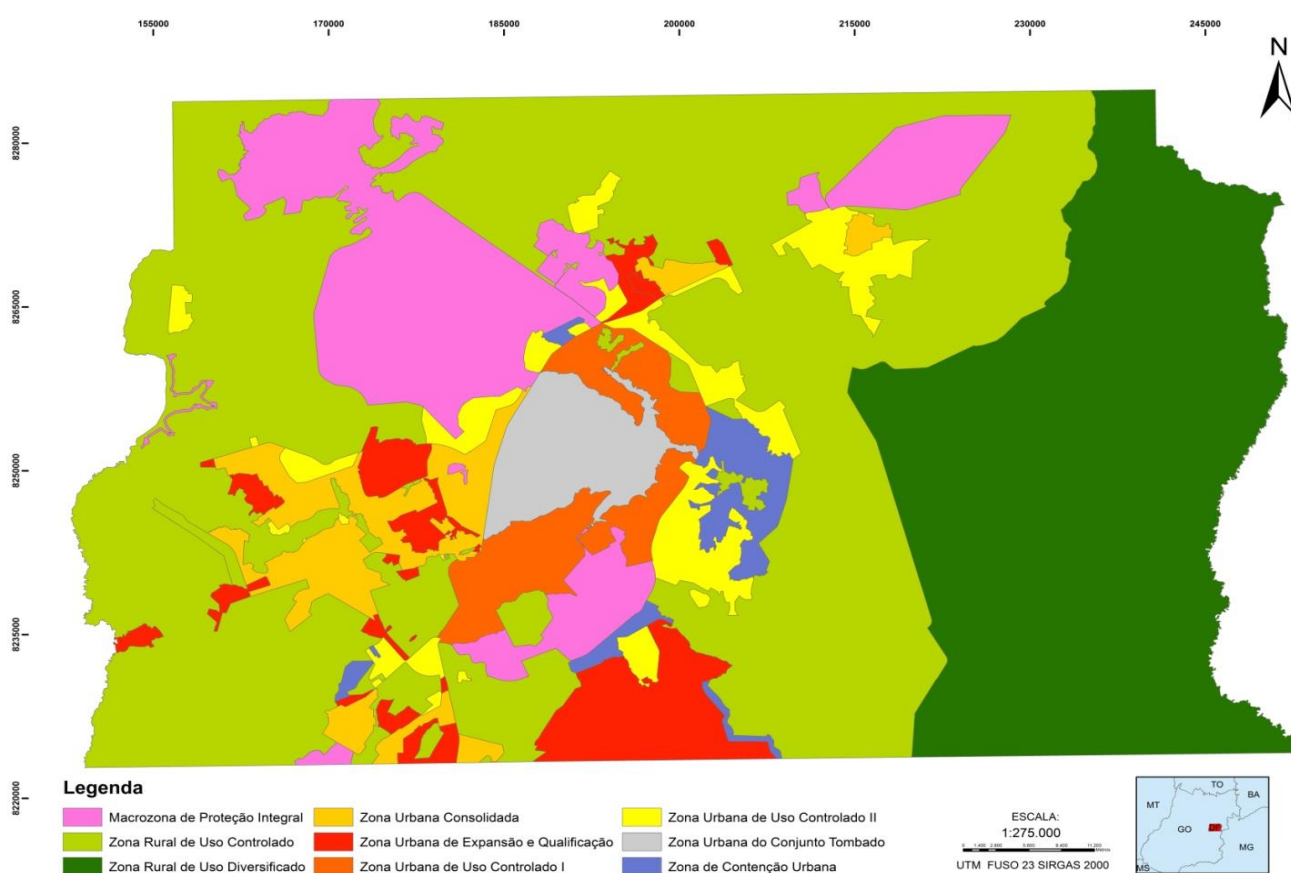 155000 170000 185000 200000 215000 230000 245000
N
8280000
8265000
8250000
8235000
8220000
Legenda
Macrozona de Proteção Integral
Zona Rural de Uso Controlado
Zona Rural de Uso Diversificado
Zona Urbana Consolidada
Zona Urbana de Expansão e Qualificação
Zona Urbana de Uso Controlado I
Zona Urbana de Uso Controlado II
Zona Urbana do Conjunto Tombado
Zona de Contenção Urbana
ESCALA:
1:275.000
UTM FUSO 23 SIRGAS 2000
TO
MT
BA
GO
DF
MG
MS